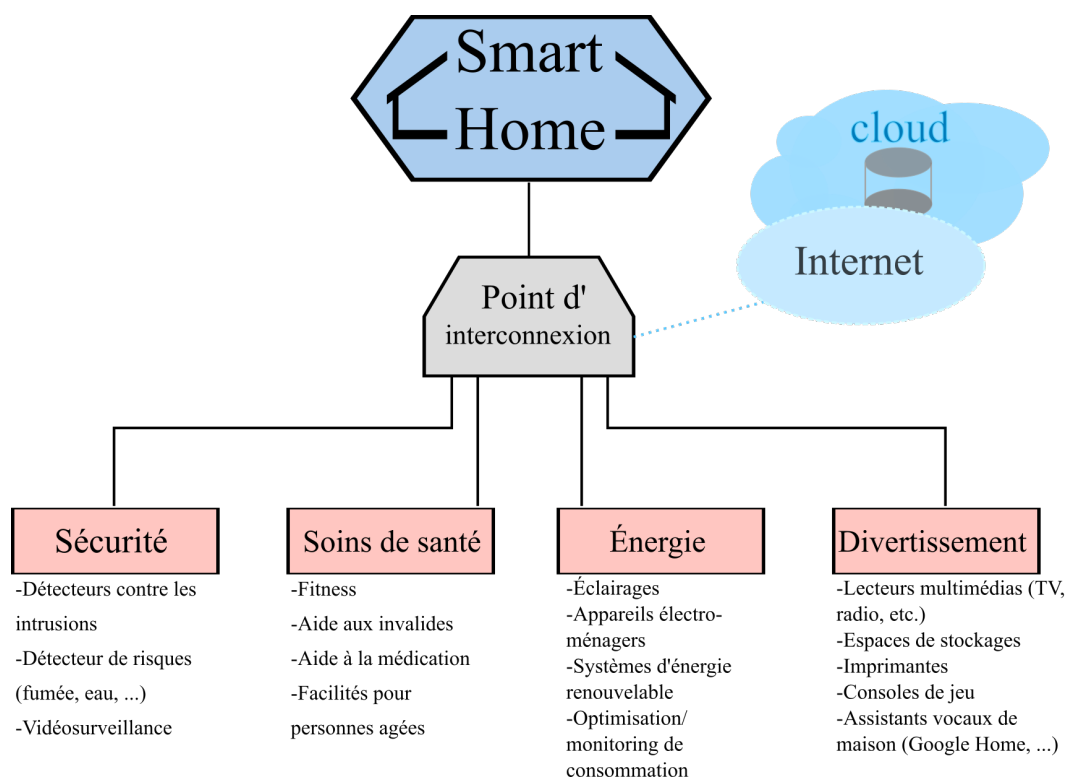 Smart
Home
cloud
Internet
Point d'
interconnexion
Sécurité
-Détecteurs contre les
intrusions
-Détecteur de risques
(fumée, eau, ...)
-Vidéosurveillance
Soins de santé
-Fitness
-Aide aux invalides
-Aide à la médication
-Facilités pour
personnes agées
Énergie
-Éclairages
-Appareils électro-
ménagers
-Systèmes d'énergie
renouvelable
-Optimisation/
monitoring de
consommation
Divertissement
-Lecteurs multimédias (TV,
radio, etc.)
-Espaces de stockages
-Imprimantes
-Consoles de jeu
-Assistants vocaux de
maison (Google Home, ...)